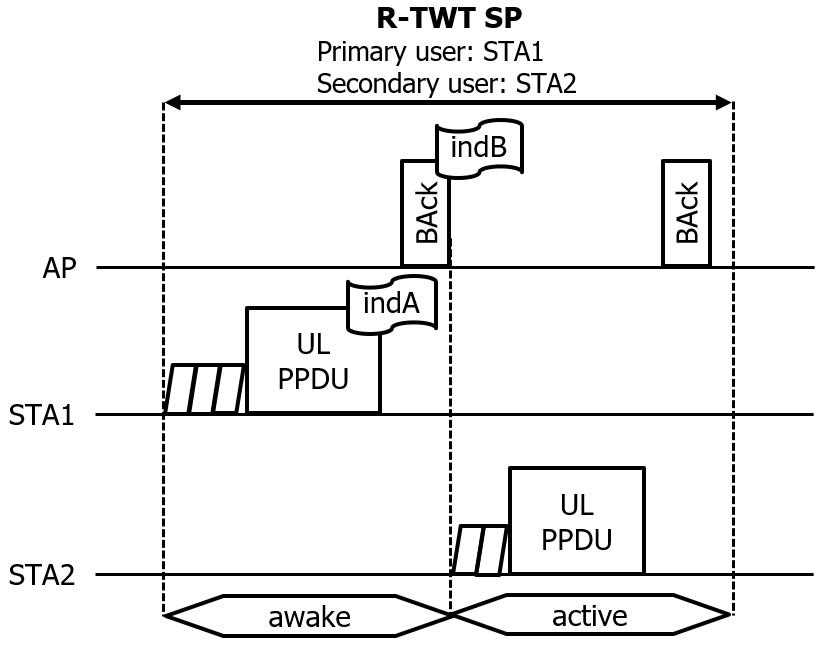 R-TWT SP
Primary user: STA1
Secondary user: STA2
indB
BAck
BAck
AP
indA
UL
PPDU
STA1
UL
PPDU
STA2
awake
active